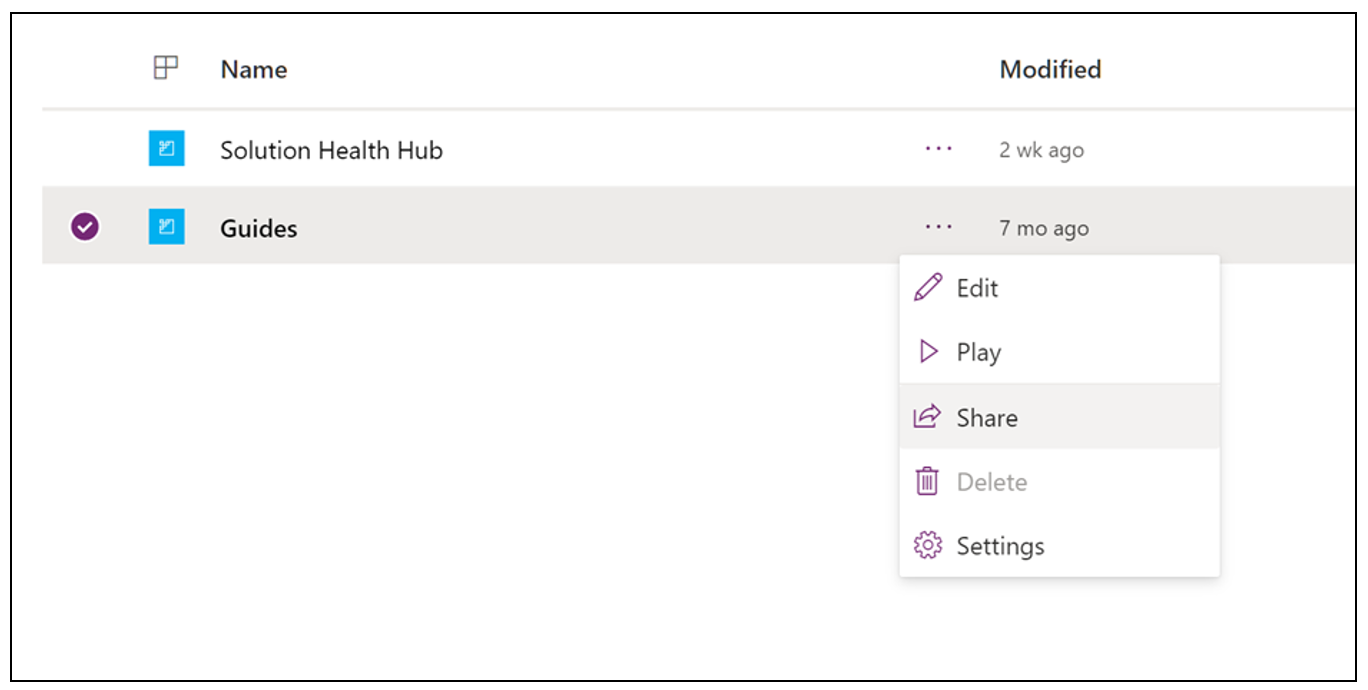 Name Modified
Solution Health Hub ··· 2 wk ago
Guides ··· 7 mo ago
Edit
Play
Share
Delete
Settings